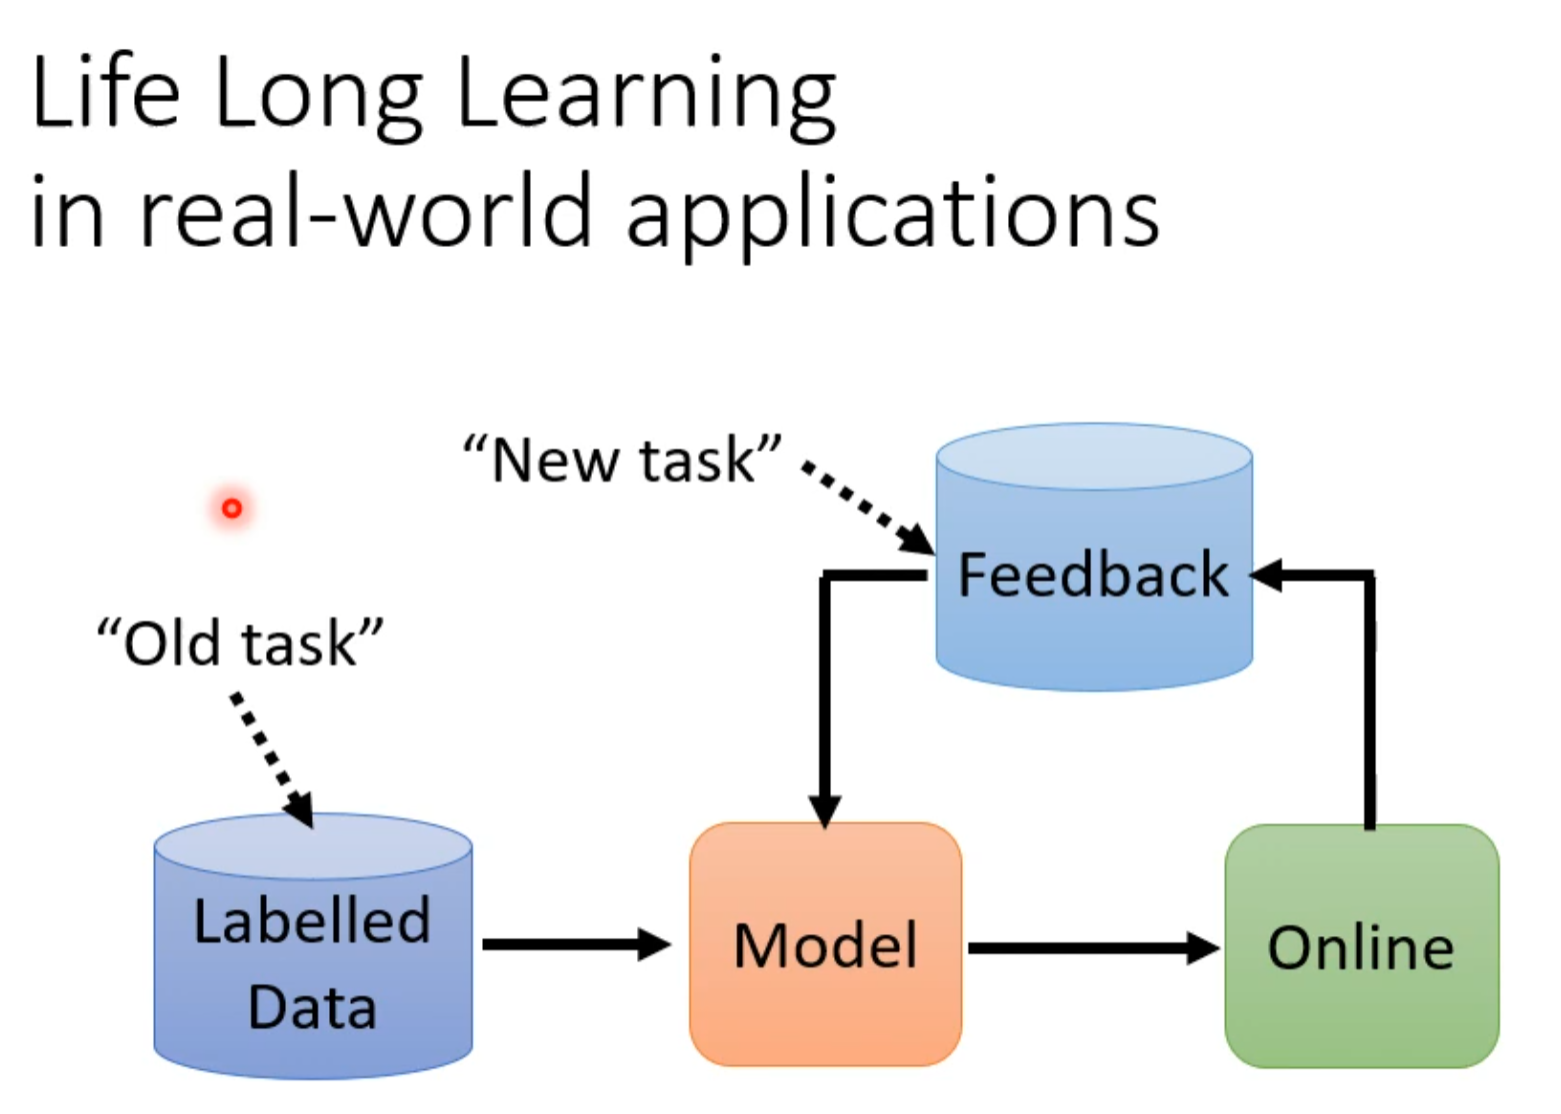 Life Long Learning
in real-world applications
“New task”
Feedback
“Old task”
Labelled
Data
Model
Online